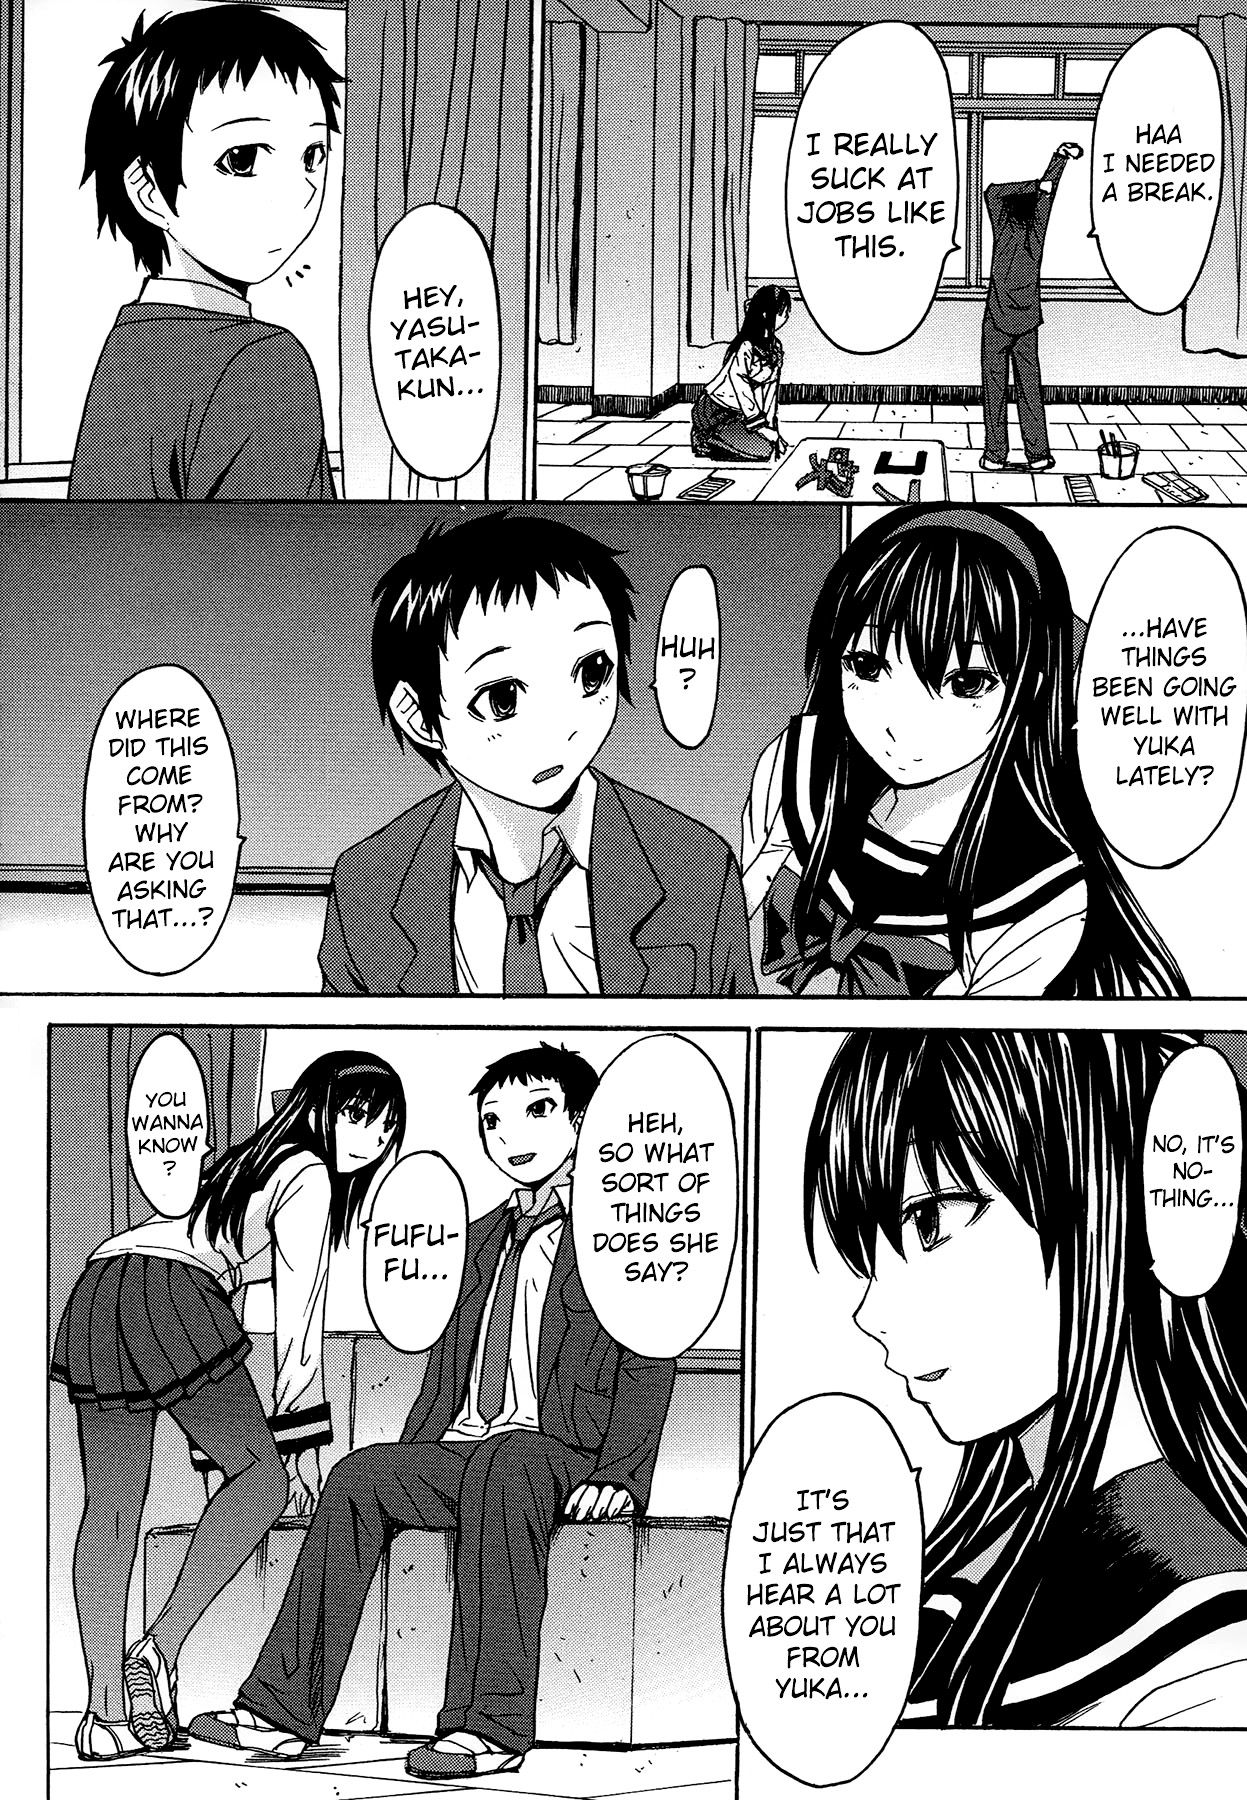 HAA
I NEEDED
A BREAK.
I REALLY
SUCK AT
JOBS LIKE
THIS.
HEY,
YASU-
TAKA-
KUN...
...HAVE
THINGS
BEEN GOING
WELL WITH
YUKA
LATELY?
HUH
?
WHERE
DID THIS
COME
FROM?
WHY
ARE YOU
ASKING
THAT...?
NO, IT'S
NO-
THING...
IT'S
JUST THAT
I ALWAYS
HEAR A LOT
ABOUT YOU
FROM
YUKA...
HEH,
SO WHAT
SORT OF
THINGS
DOES SHE
SAY?
FUFU-
FU...
YOU
WANNA
KNOW
?